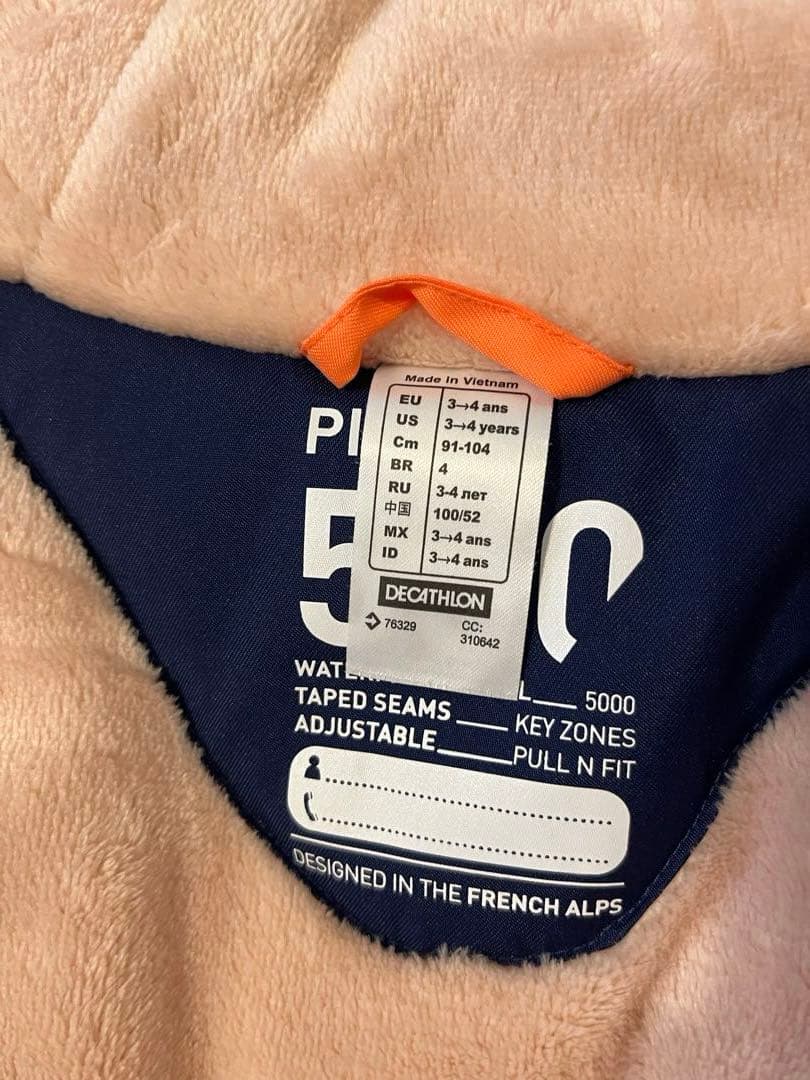 Made in Vietnam
EU 3→4 ans
US 3→4 years
Cm 91-104
BR 4
RU 3-4 лет
中国 100/52
MX 3→4 ans
ID 3→4 ans
DECATHLON
76329 CC:
310642
5000
TAPED SEAMS KEY ZONES
ADJUSTABLE PULL N FIT
DESIGNED IN THE FRENCH ALPS